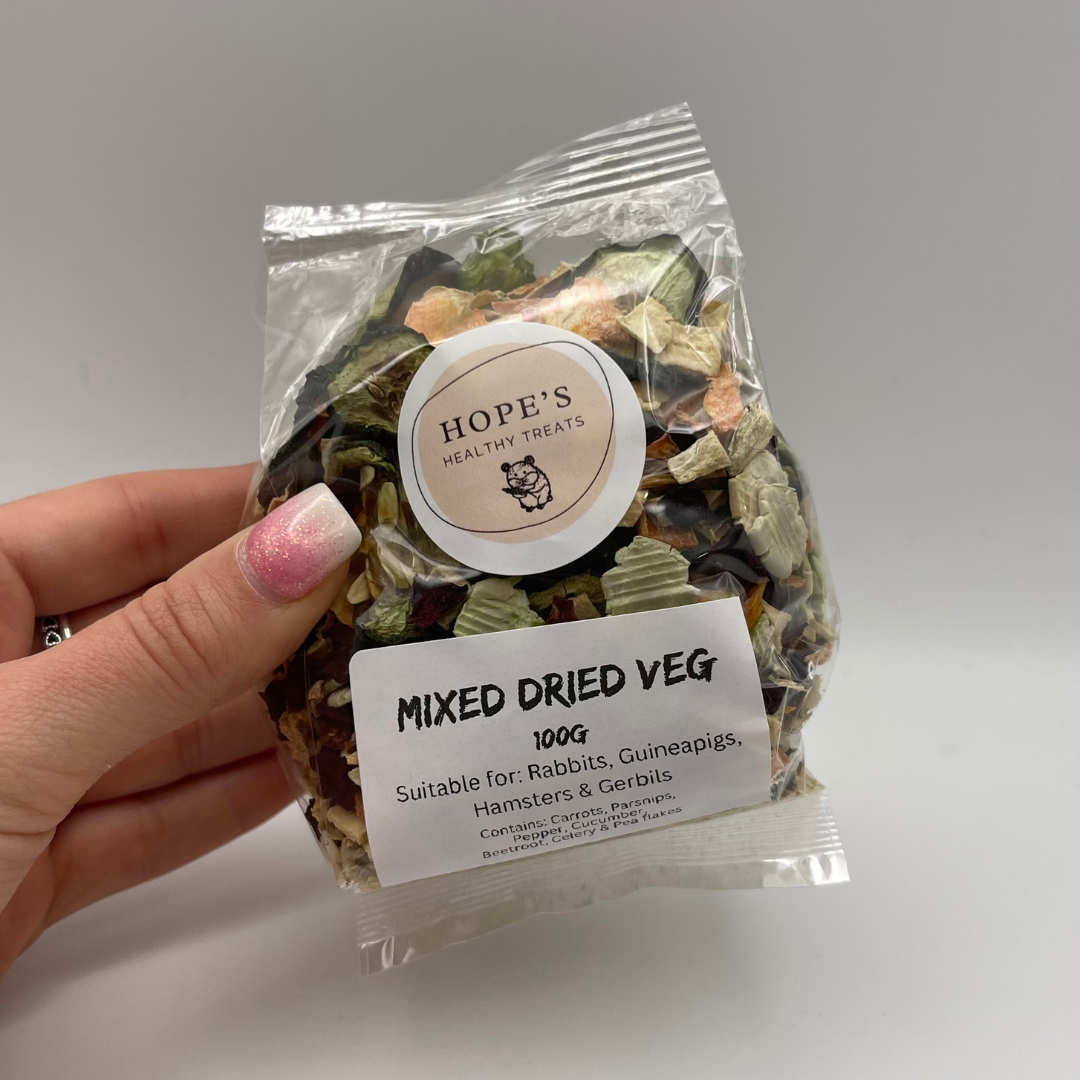 HOPE'S
HEALTHY TREATS
MIXED DRIED VEG
100G
Suitable for: Rabbits, Guineapigs,
Hamsters & Gerbils
Contains: Carrots, Parsnips,
Pepper, Cucumber,
Beetroot, Celery & Pea flakes